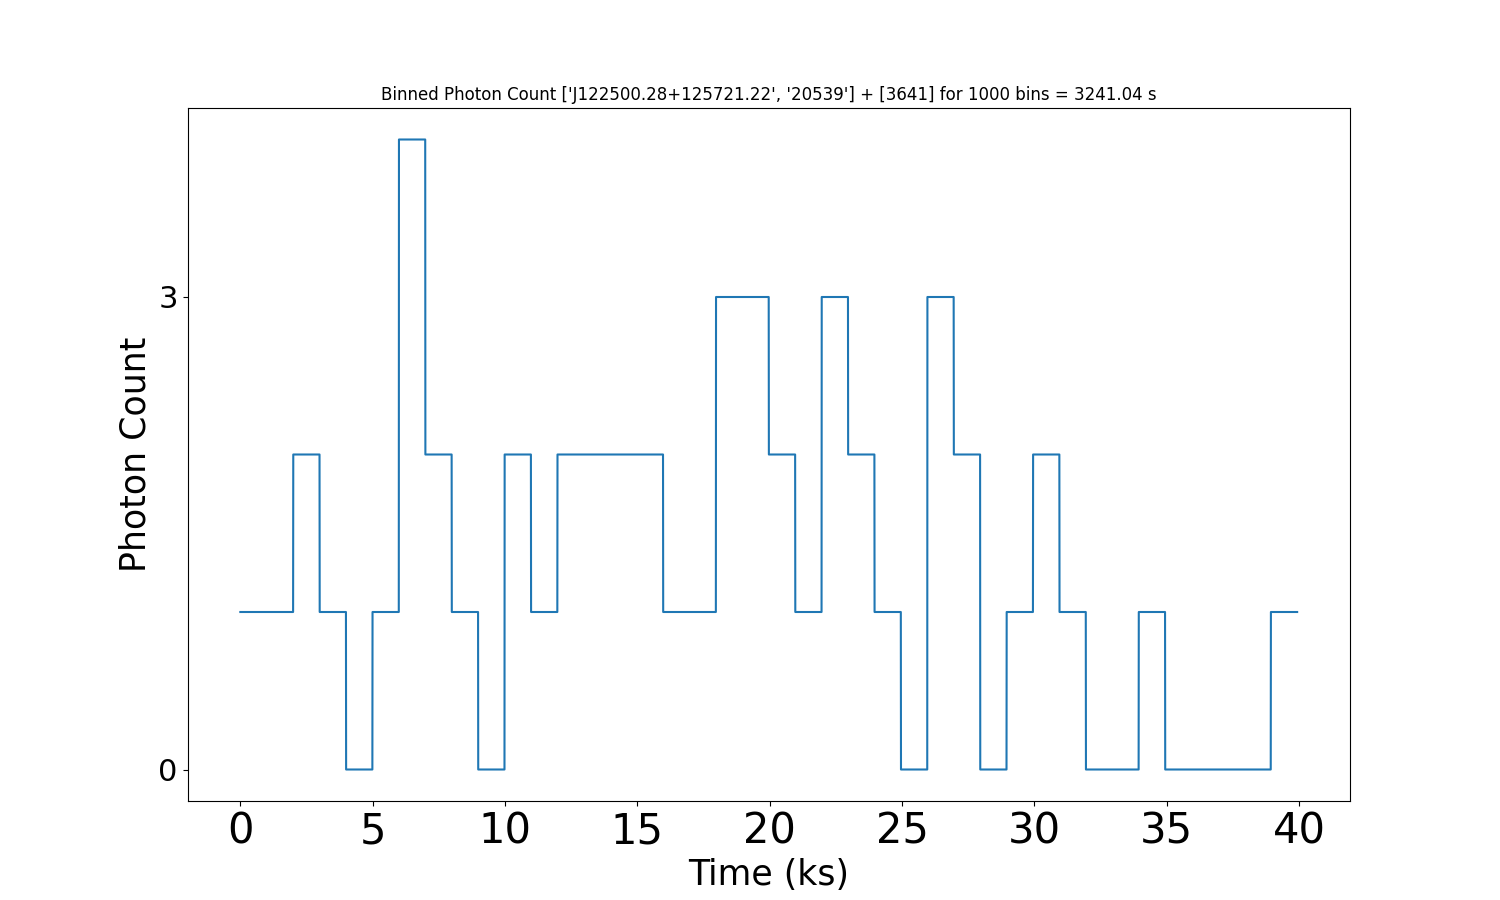 Binned Photon Count ['J122500.28+125721.22', '20539'] + [3641] for 1000 bins = 3241.04 s
3
Photon Count
0
0 5 10 15 20 25 30 35 40
Time (ks)